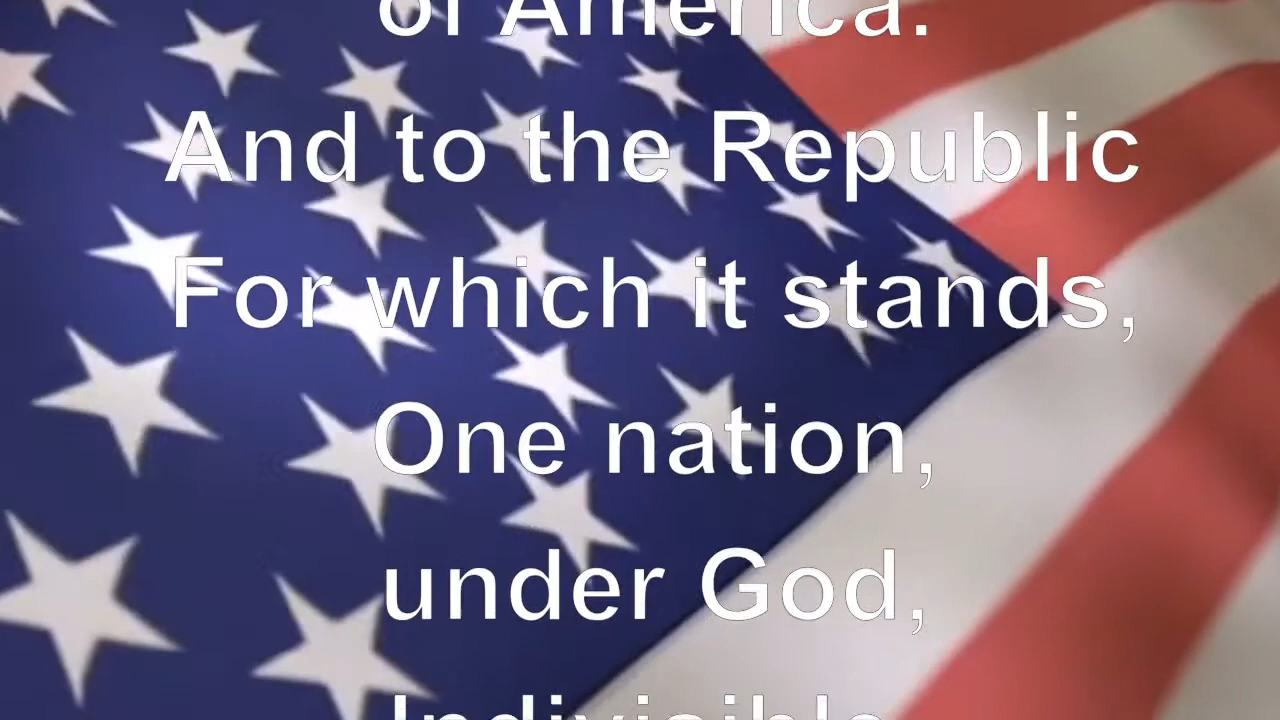 of America.
And to the Republic
For which it stands,
One nation,
under God,
Indivisible